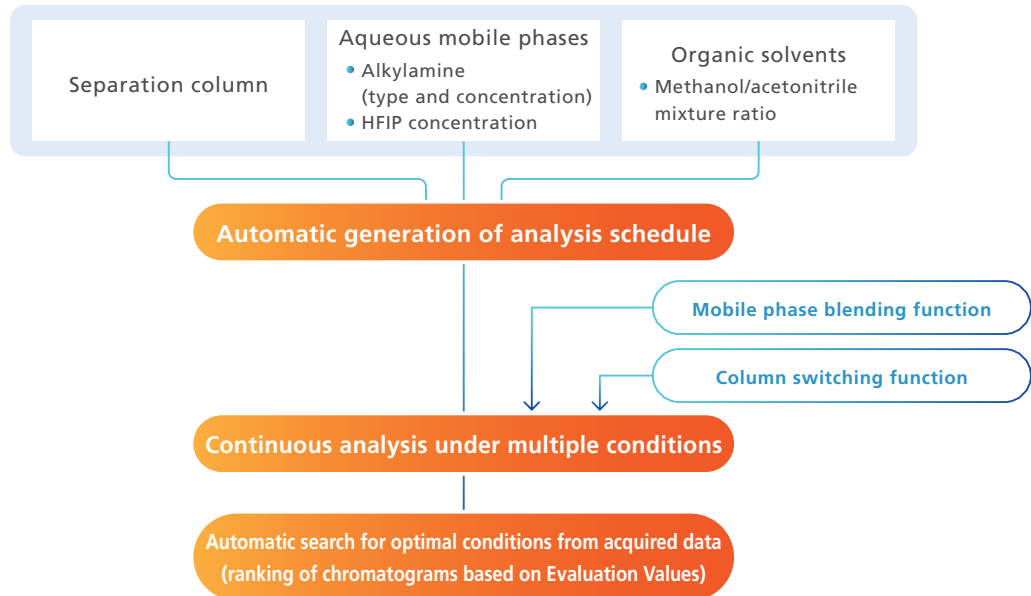 Separation column
Aqueous mobile phases
• Alkylamine
(type and concentration)
• HFIP concentration
Organic solvents
• Methanol/acetonitrile
mixture ratio
Automatic generation of analysis schedule
Mobile phase blending function
Column switching function
Continuous analysis under multiple conditions
Automatic search for optimal conditions from acquired data
(ranking of chromatograms based on Evaluation Values)